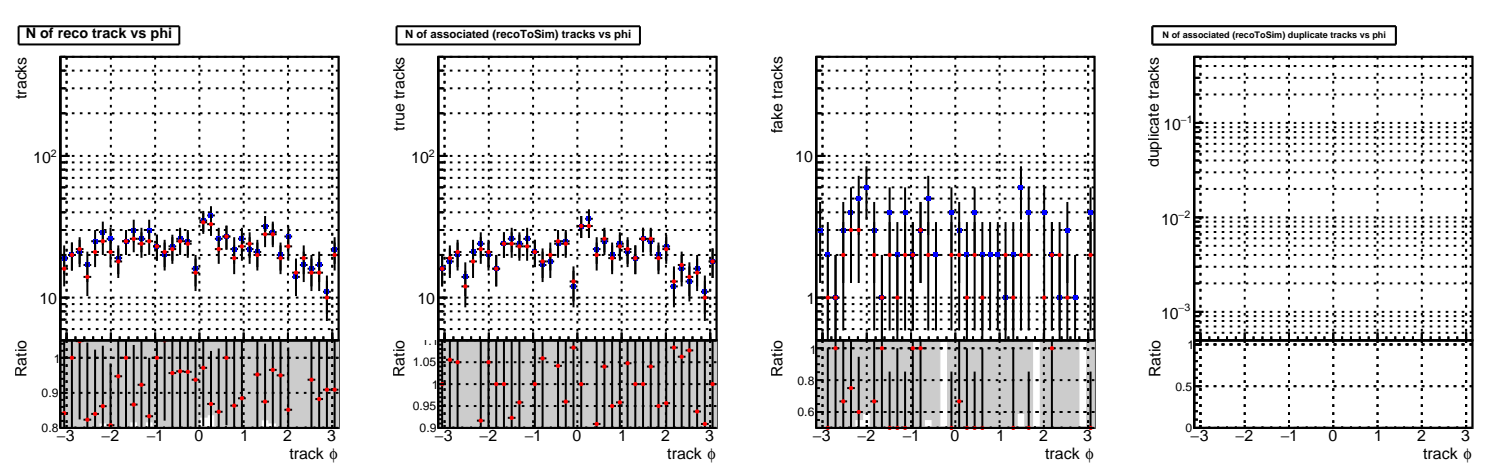 N of reco track vs phi
tracks
10²
10
Ratio
1
0.9
0.8
−3 −2 −1 0 1 2 3
track ϕ
N of associated (recoToSim) tracks vs phi
true tracks
10²
10
Ratio
1.05
1
0.95
0.9
−3 −2 −1 0 1 2 3
track ϕ
fake tracks
10
1
Ratio
1
0.8
0.6
−3 −2 −1 0 1 2 3
track ϕ
N of associated (recoToSim) duplicate tracks vs phi
duplicate tracks
10⁻¹
10⁻²
10⁻³
Ratio
1
0.5
0
−3 −2 −1 0 1 2 3
track ϕ